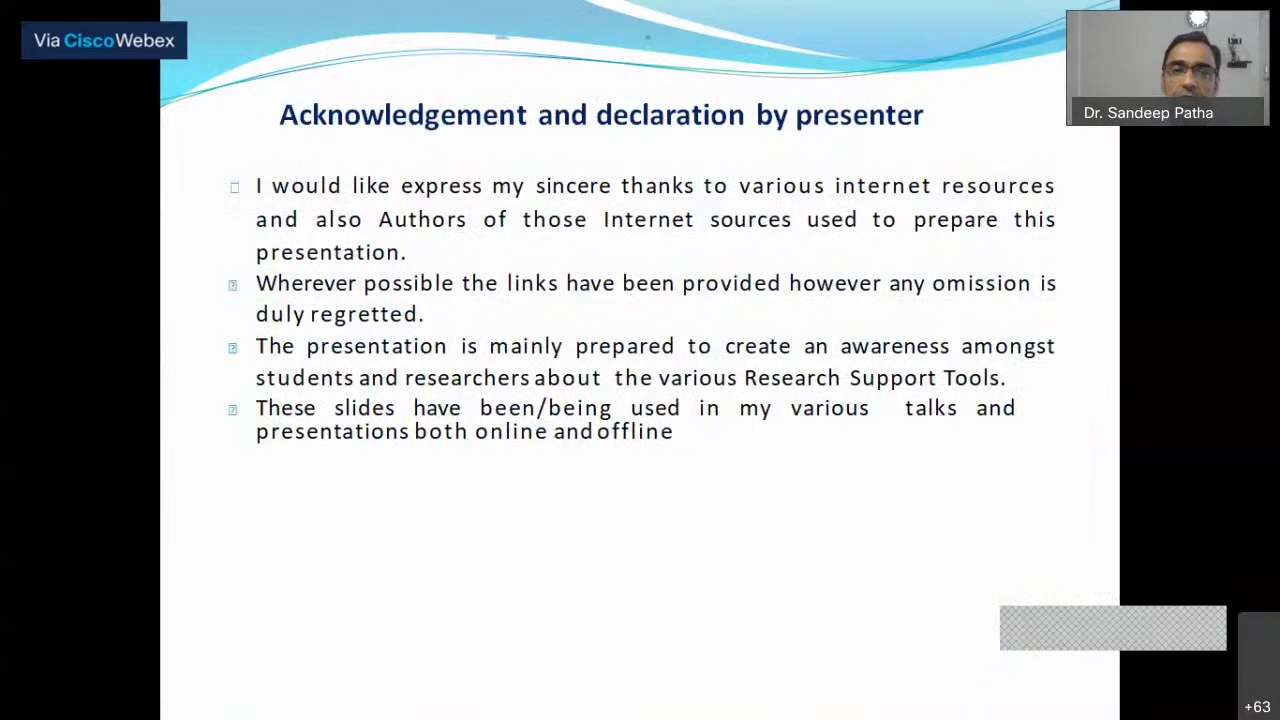 Via CiscoWebex
Dr. Sandeep Patha
Acknowledgement and declaration by presenter
I would like express my sincere thanks to various internet resources
and also Authors of those Internet sources used to prepare this
presentation.
Wherever possible the links have been provided however any omission is
duly regretted.
The presentation is mainly prepared to create an awareness amongst
students and researchers about the various Research Support Tools.
These slides have been/being used in my various talks and
presentations both online and offline
+63